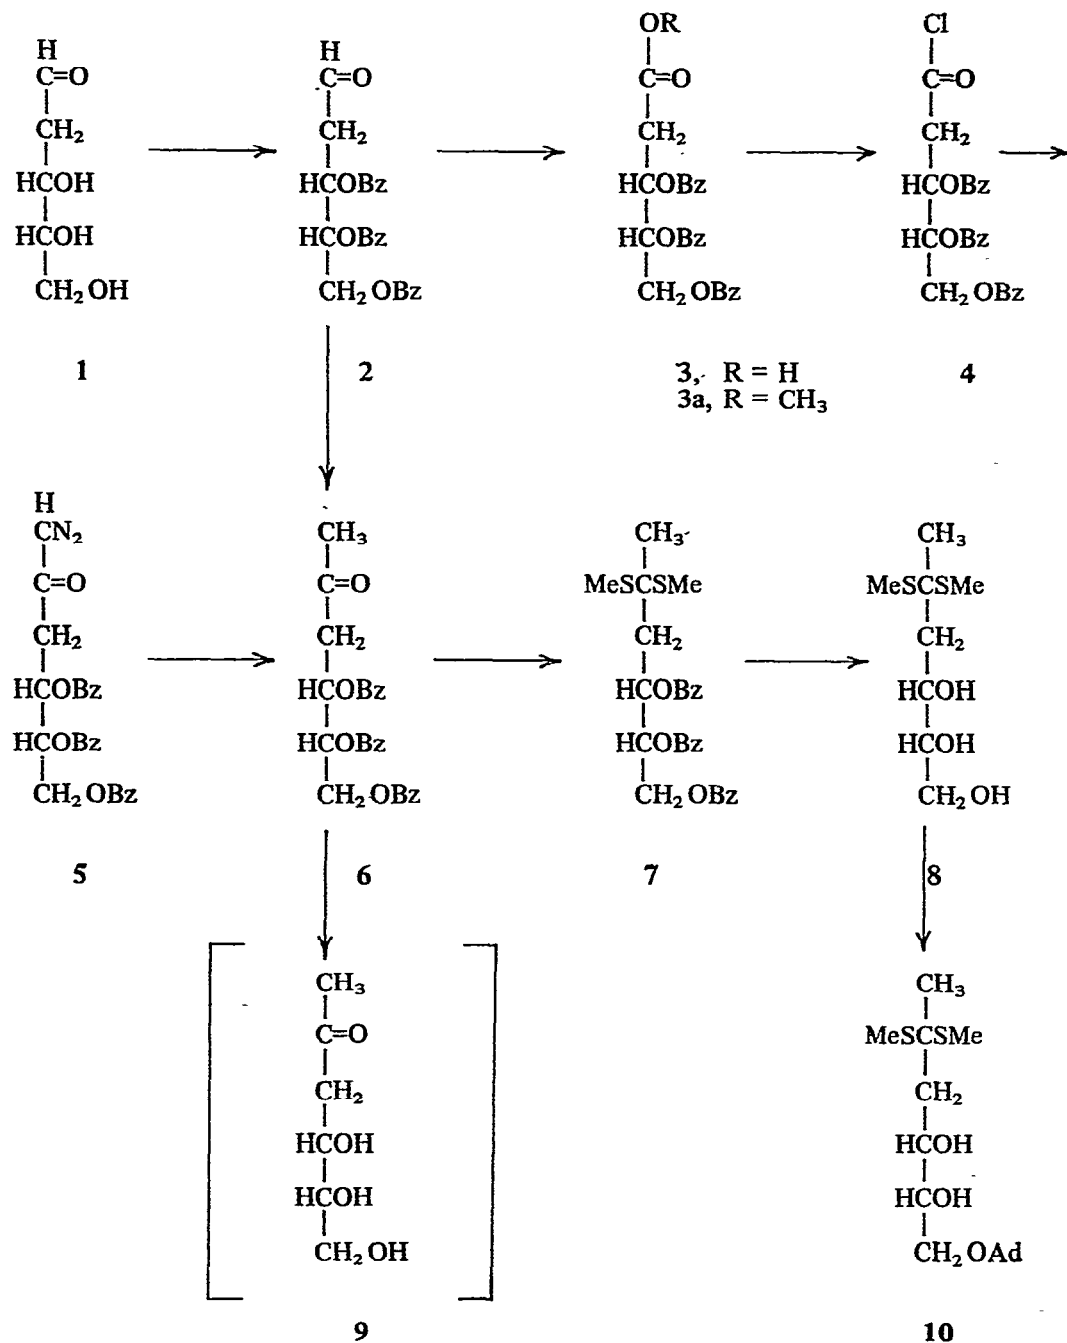 H
C=O
CH₂
HCOH
HCOH
CH₂OH
1
H
C=O
CH₂
HCOBz
HCOBz
CH₂OBz
2
OR
C=O
CH₂
HCOBz
HCOBz
CH₂OBz
3, R = H
3a, R = CH₃
Cl
C=O
CH₂
HCOBz
HCOBz
CH₂OBz
4
H
CN₂
C=O
CH₂
HCOBz
HCOBz
CH₂OBz
5
CH₃
C=O
CH₂
HCOBz
HCOBz
CH₂OBz
6
CH₃
MeSCSMe
CH₂
HCOBz
HCOBz
CH₂OBz
7
CH₃
MeSCSMe
CH₂
HCOH
HCOH
CH₂OH
8
CH₃
C=O
CH₂
HCOH
HCOH
CH₂OH
9
CH₃
MeSCSMe
CH₂
HCOH
HCOH
CH₂OAd
10